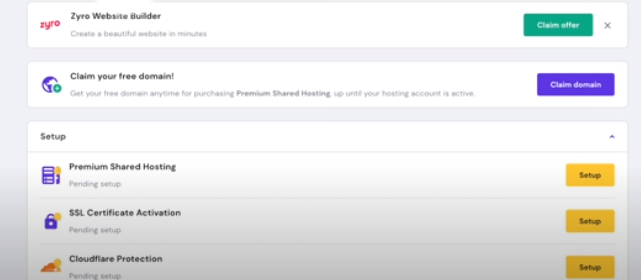 zyro
Zyro Website Builder
Create a beautiful website in minutes
Claim offer
Claim your free domain!
Get your free domain anytime for purchasing Premium Shared Hosting, up until your hosting account is active.
Claim domain
Setup
Premium Shared Hosting
Pending setup
Setup
SSL Certificate Activation
Pending setup
Setup
Cloudflare Protection
Pending setup
Setup